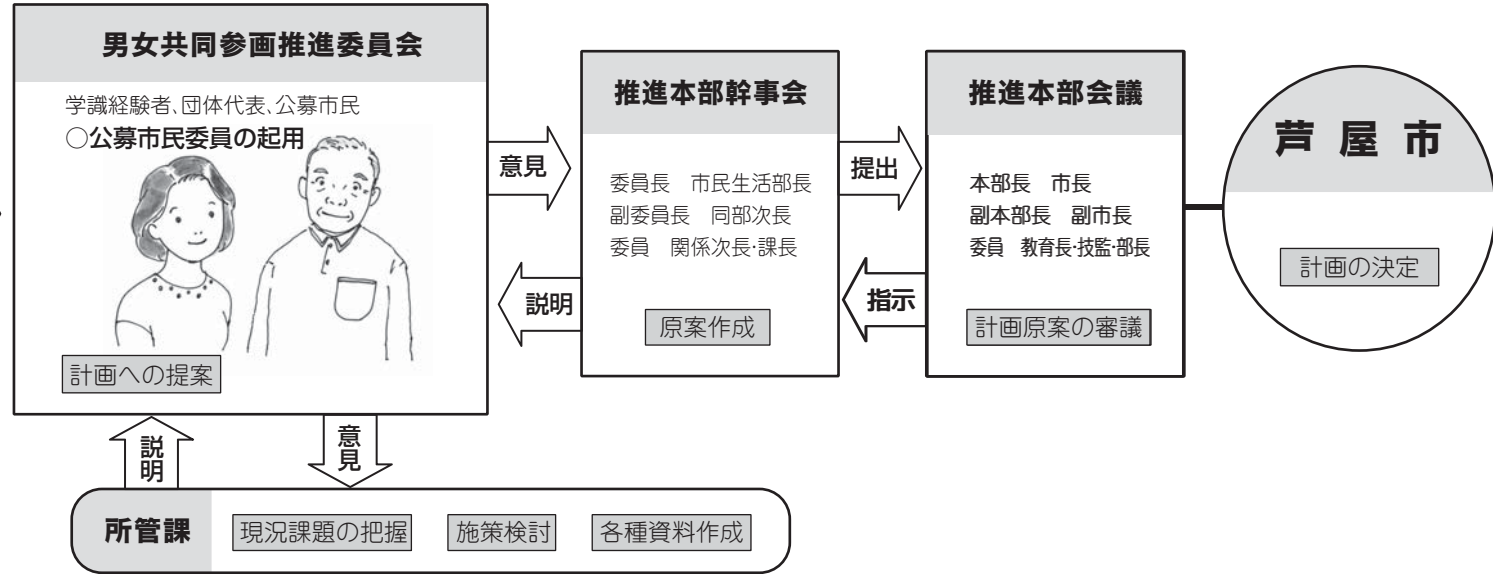 男女共同参画推進委員会
学識経験者、団体代表、公募市民
○公募市民委員の起用
計画への提案
意見
説明
推進本部幹事会
委員長　市民生活部長
副委員長　同部次長
委員　関係次長・課長
原案作成
提出
指示
推進本部会議
本部長　市長
副本部長　副市長
委員　教育長・技監・部長
計画原案の審議
芦屋市
計画の決定
説明
意見
所管課
現況課題の把握
施策検討
各種資料作成